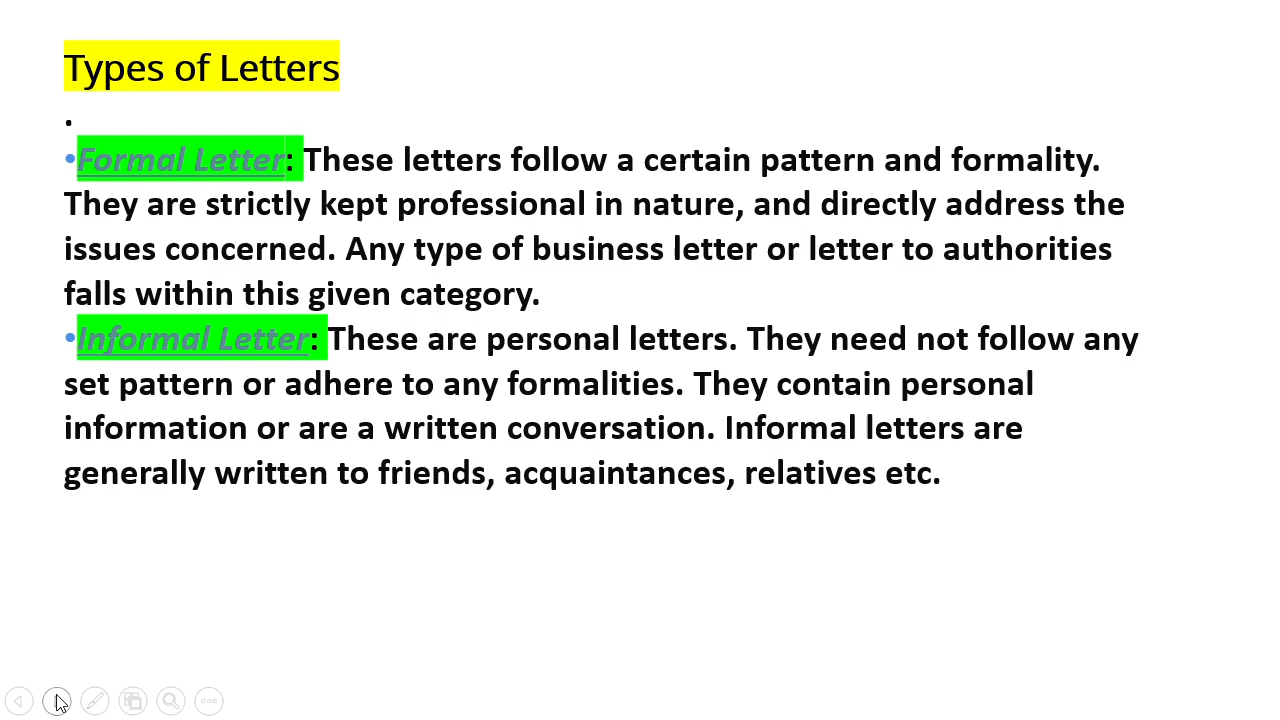 Types of Letters
.
•Formal Letter: These letters follow a certain pattern and formality.
They are strictly kept professional in nature, and directly address the
issues concerned. Any type of business letter or letter to authorities
falls within this given category.
•Informal Letter: These are personal letters. They need not follow any
set pattern or adhere to any formalities. They contain personal
information or are a written conversation. Informal letters are
generally written to friends, acquaintances, relatives etc.